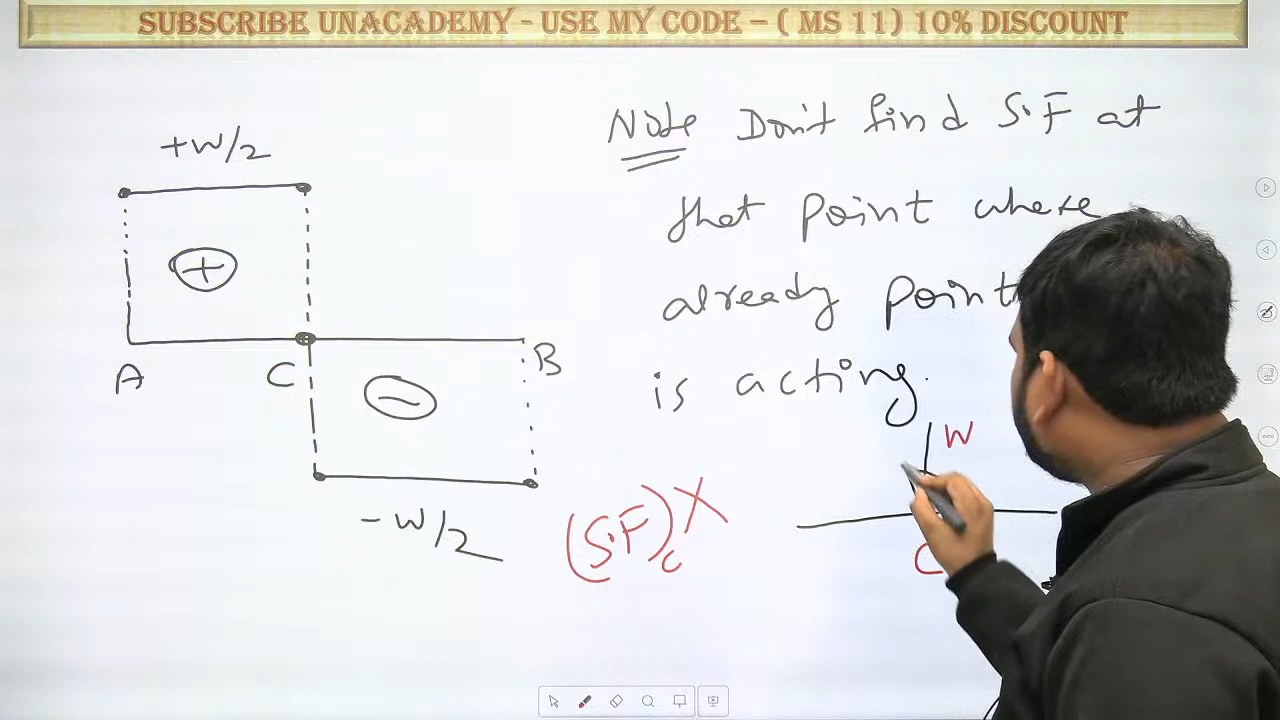 SUBSCRIBE UNACADEMY - USE MY CODE – ( MS 11) 10% DISCOUNT
+W/2
+
A C B
−
-W/2
Note Don't find S.F at
that point where
already point
is acting.
W
(S.F)c X
C